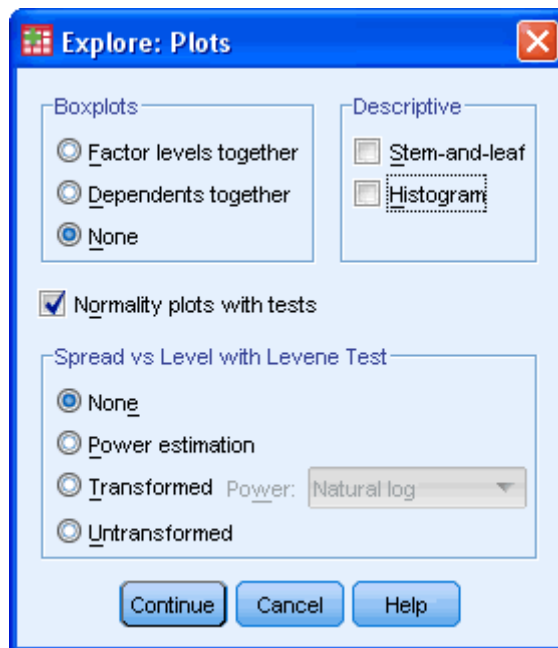 Explore: Plots
Boxplots
Factor levels together
Dependents together
None
Descriptive
Stem-and-leaf
Histogram
Normality plots with tests
Spread vs Level with Levene Test
None
Power estimation
Transformed Power: Natural log
Untransformed
Continue Cancel Help